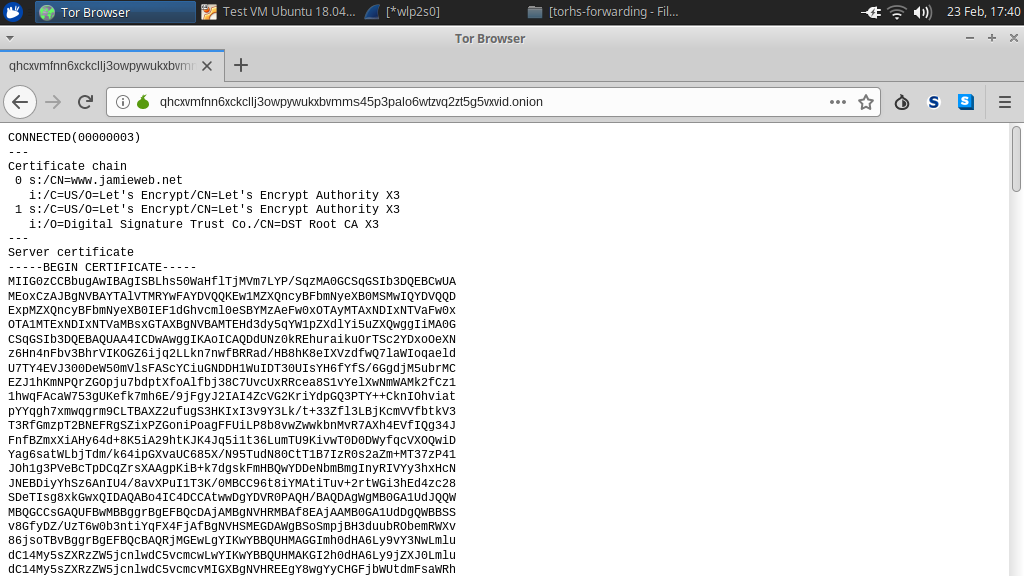 Tor Browser
Test VM Ubuntu 18.04...
[*wlp2s0]
[torhs-forwarding - Fil...
23 Feb, 17:40
Tor Browser
qhcxvmfnn6xckcllj3owpywukxbvmr
qhcxvmfnn6xckcllj3owpywukxbvmms45p3palo6wtzvq2zt5g5vxvid.onion
CONNECTED(00000003)
---
Certificate chain
0 s:/CN=www.jamieweb.net
i:/C=US/O=Let's Encrypt/CN=Let's Encrypt Authority X3
1 s:/C=US/O=Let's Encrypt/CN=Let's Encrypt Authority X3
i:/O=Digital Signature Trust Co./CN=DST Root CA X3
---
Server certificate
-----BEGIN CERTIFICATE-----
MIIG0zCCBbugAwIBAgISBLhs50WaHflTjMVm7LYP/SqzMA0GCSqGSIb3DQEBCwUA
MEoxCzAJBgNVBAYTAlVTMRYwFAYDVQQKEw1MZXQncyBFbmNyeXB0MSMwIQYDVQQD
ExpMZXQncyBFbmNyeXB0IEF1dGhvcml0eSBYMzAeFw0xOTAyMTAxNDIxNTVaFw0x
OTA1MTExNDIxNTVaMBsxGTAXBgNVBAMTEHd3dy5qYW1pZXdlYi5uZXQwggIiMA0G
CSqGSIb3DQEBAQUAA4ICDwAwggIKAoICAQDdUNz0kREhuraikuOrTSc2YDxoOeXN
z6Hn4nFbv3BhrVIKOGZ6ijq2LLkn7nwfBRRad/HB8hK8eIXVzdfwQ7laWIoqaeld
U7TY4EVJ300DeW50mVlsFAScYCiuGNDDH1WuIDT30UIsYH6fYfS/6GgdjM5ubrMC
EZJ1hKmNPQrZGOpju7bdptXfoAlfbj38C7UvcUxRRcea8S1vYelXwNmWAMk2fCz1
1hwqFAcaW753gUKefk7mh6E/9jFgyJ2IAI4ZcVG2KriYdpGQ3PTY++CknIOhviat
pYYqgh7xmwqgrm9CLTBAXZ2ufugS3HKIxI3v9Y3Lk/t+33Zfl3LBjKcmVVfbtkV3
T3RfGmzpT2BNEFRgSZixPZGoniPoagFFUiLP8b8vwZwwkbnMvR7AXh4EVfIQg34J
FnfBZmxXiAHy64d+8K5iA29htKJK4Jq5i1t36LumTU9KivwT0D0DWyfqcVXOQwiD
Yag6satWLbjTdm/k64ipGXvaUC685X/N95TudN80CtT1B7IzR0s2aZm+MT37zP41
JOh1g3PVeBcTpDCqZrsXAAgpKiB+k7dgskFmHBQwYDDeNbmBmgInyRIVYy3hxHcN
JNEBDiyYhSz6AnIU4/8avXPuI1T3K/0MBCC96t8iYMAtiTuv+2rtWGi3hEd4zc28
SDeTIsg8xkGwxQIDAQABo4IC4DCCAtwwDgYDVR0PAQH/BAQDAgWgMB0GA1UdJQQW
MBQGCCsGAQUFBwMBBggrBgEFBQcDAjAMBgNVHRMBAf8EAjAAMB0GA1UdDgQWBBSS
v8GfyDZ/UzT6w0b3ntiYqFX4FjAfBgNVHSMEGDAWgBSoSmpjBH3duubRObemRWXv
86jsoTBvBggrBgEFBQcBAQRjMGEwLgYIKwYBBQUHMAGGImh0dHA6Ly9vY3NwLmlu
dC14My5sZXRzZW5jcnlwdC5vcmcwLwYIKwYBBQUHMAKGI2h0dHA6Ly9jZXJ0Lmlu
dC14My5sZXRzZW5jcnlwdC5vcmcvMIGXBgNVHREEgY8wgYyCHGFjbWUtdmFsaWRh